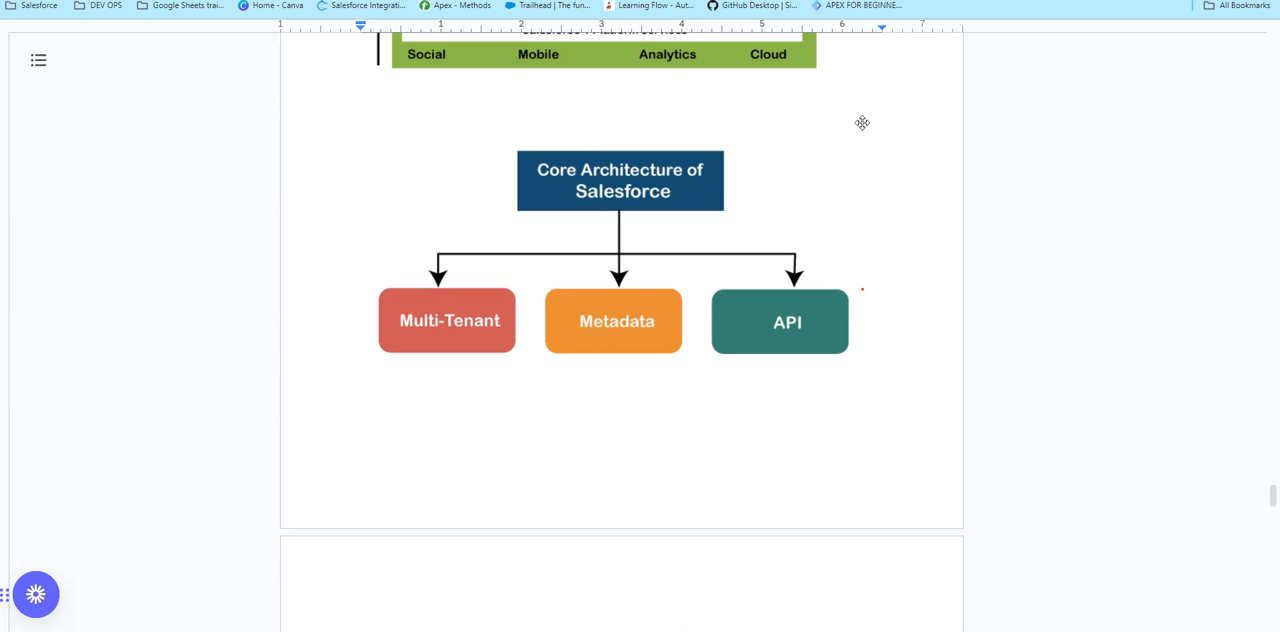 Salesforce DEV OPS Google Sheets trai... Home - Canva Salesforce Integrati... Apex - Methods Trailhead | The fun... Learning Flow - Aut... GitHub Desktop | Si... APEX FOR BEGINNE... All Bookmarks
1 1 2 3 4 5 6 7
Social Mobile Analytics Cloud
Core Architecture of
Salesforce
Multi-Tenant Metadata API